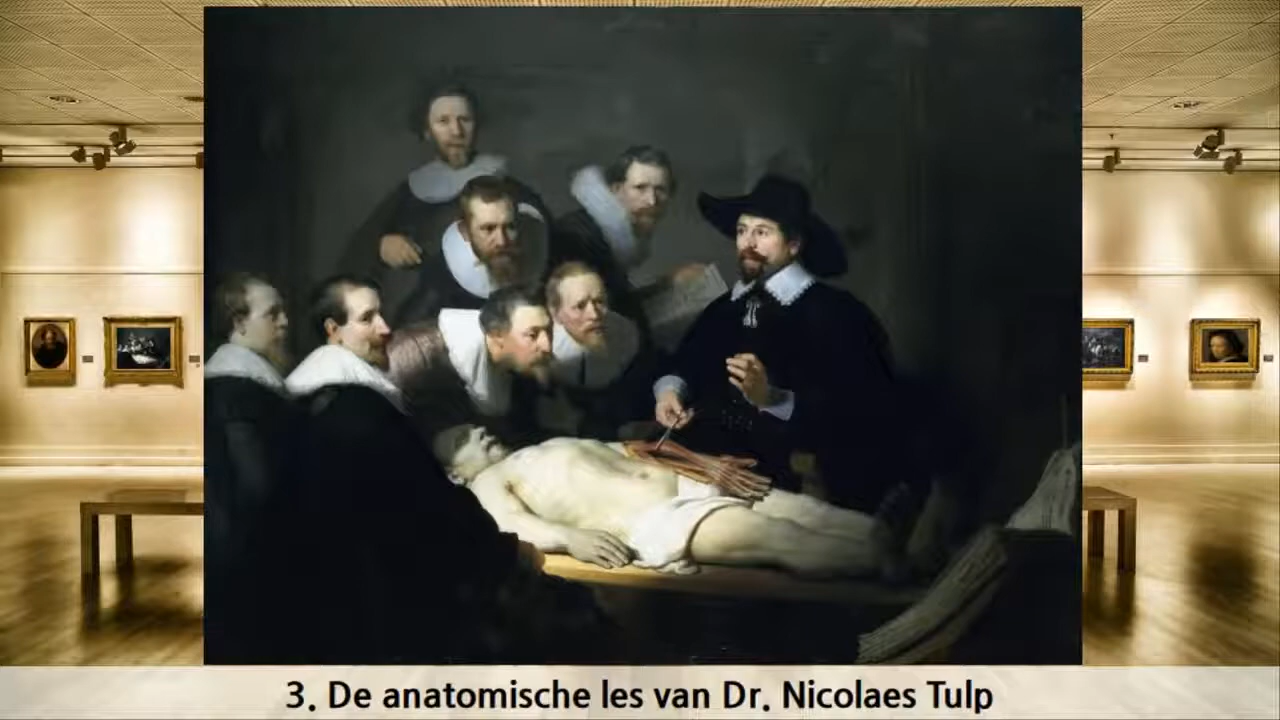 3. De anatomische les van Dr. Nicolaes Tulp